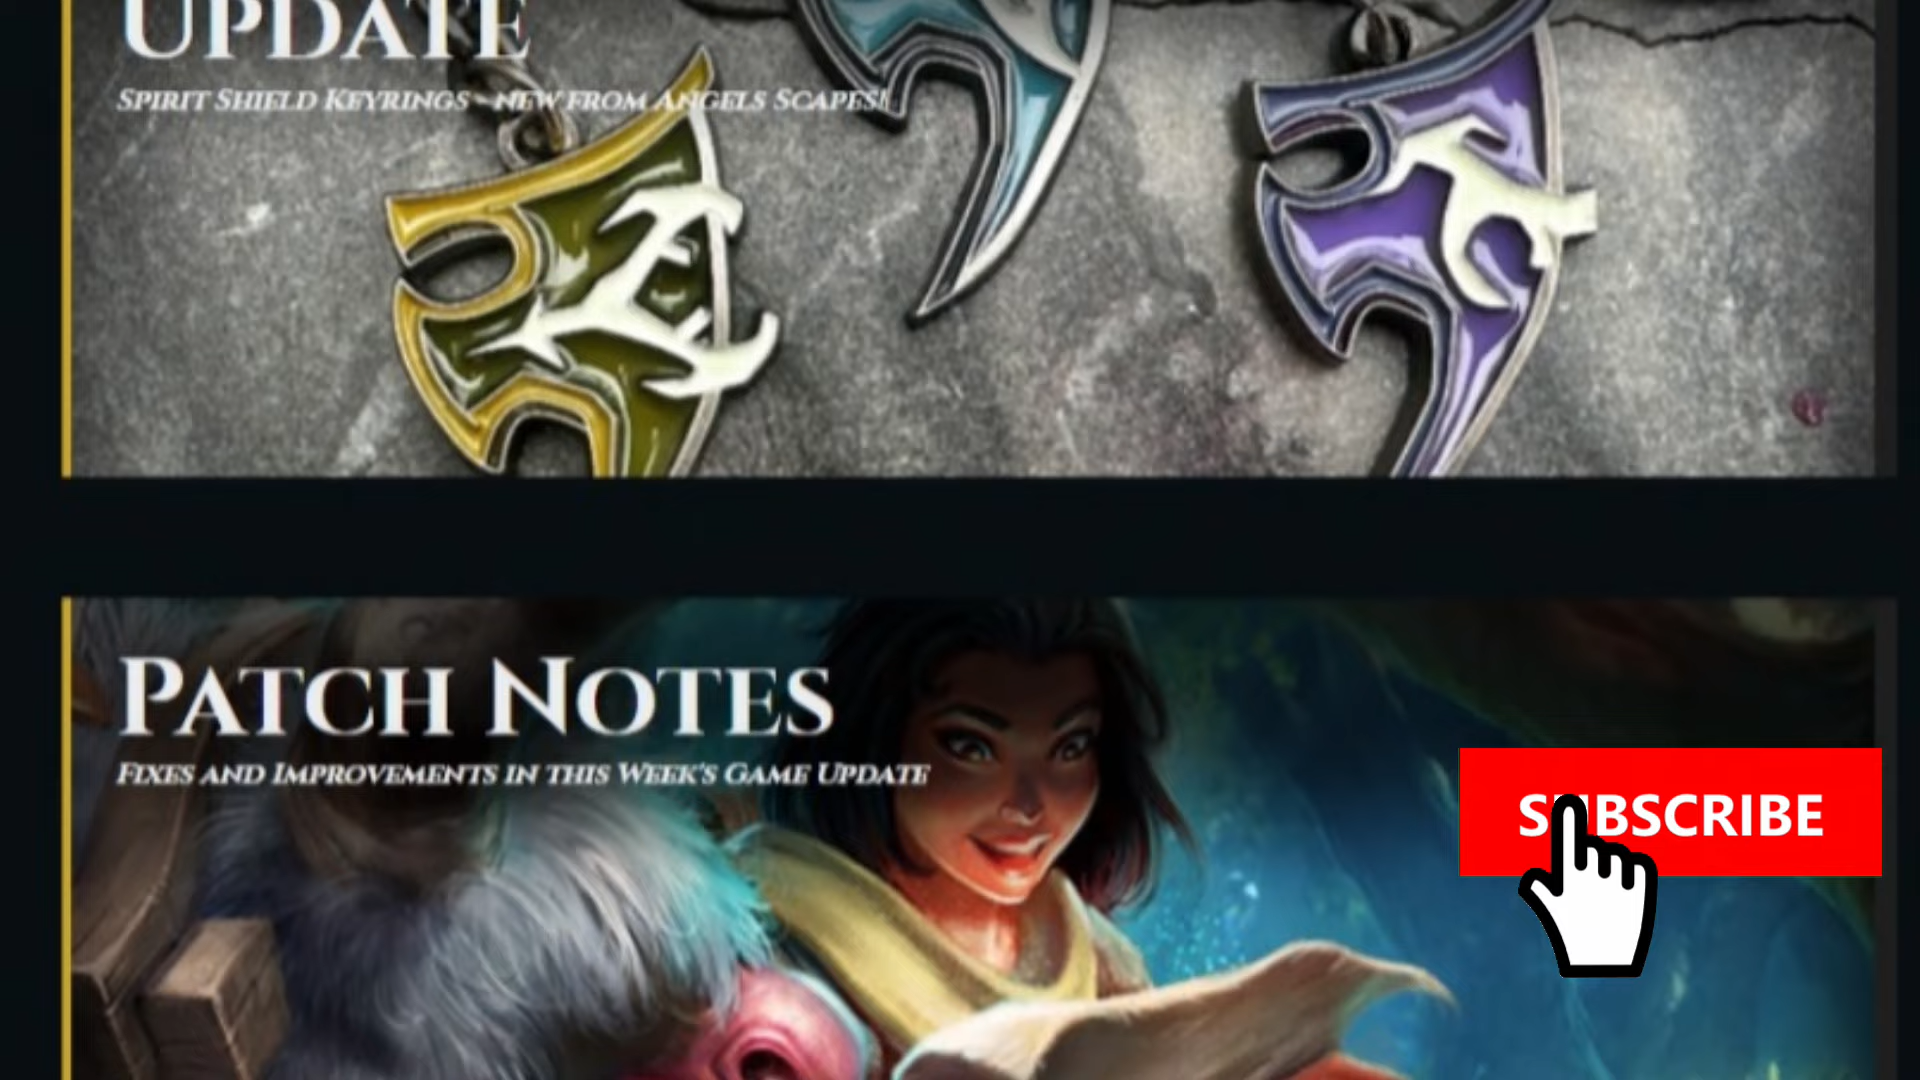 UPDATE
SPIRIT SHIELD KEYRINGS - NEW FROM ANGELS SCAPES!
PATCH NOTES
FIXES AND IMPROVEMENTS IN THIS WEEK'S GAME UPDATE
SUBSCRIBE